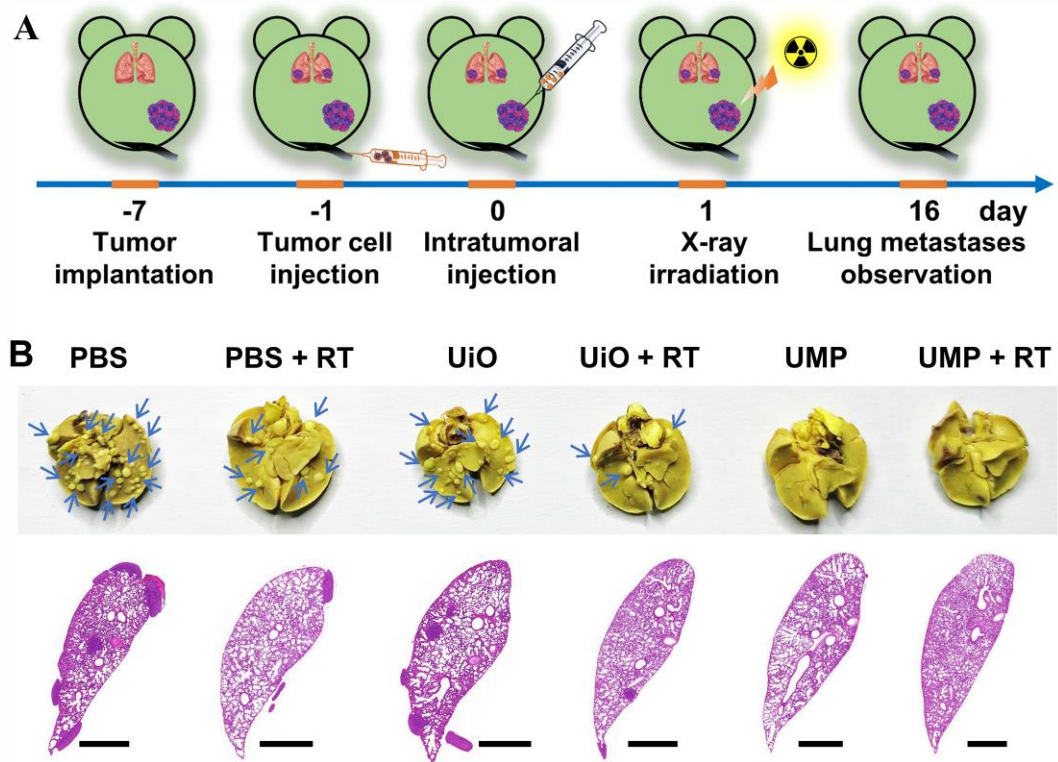 A
-7 -1 0 1 16 day
Tumor Tumor cell Intratumoral X-ray Lung metastases
implantation injection injection irradiation observation
B PBS PBS + RT UiO UiO + RT UMP UMP + RT